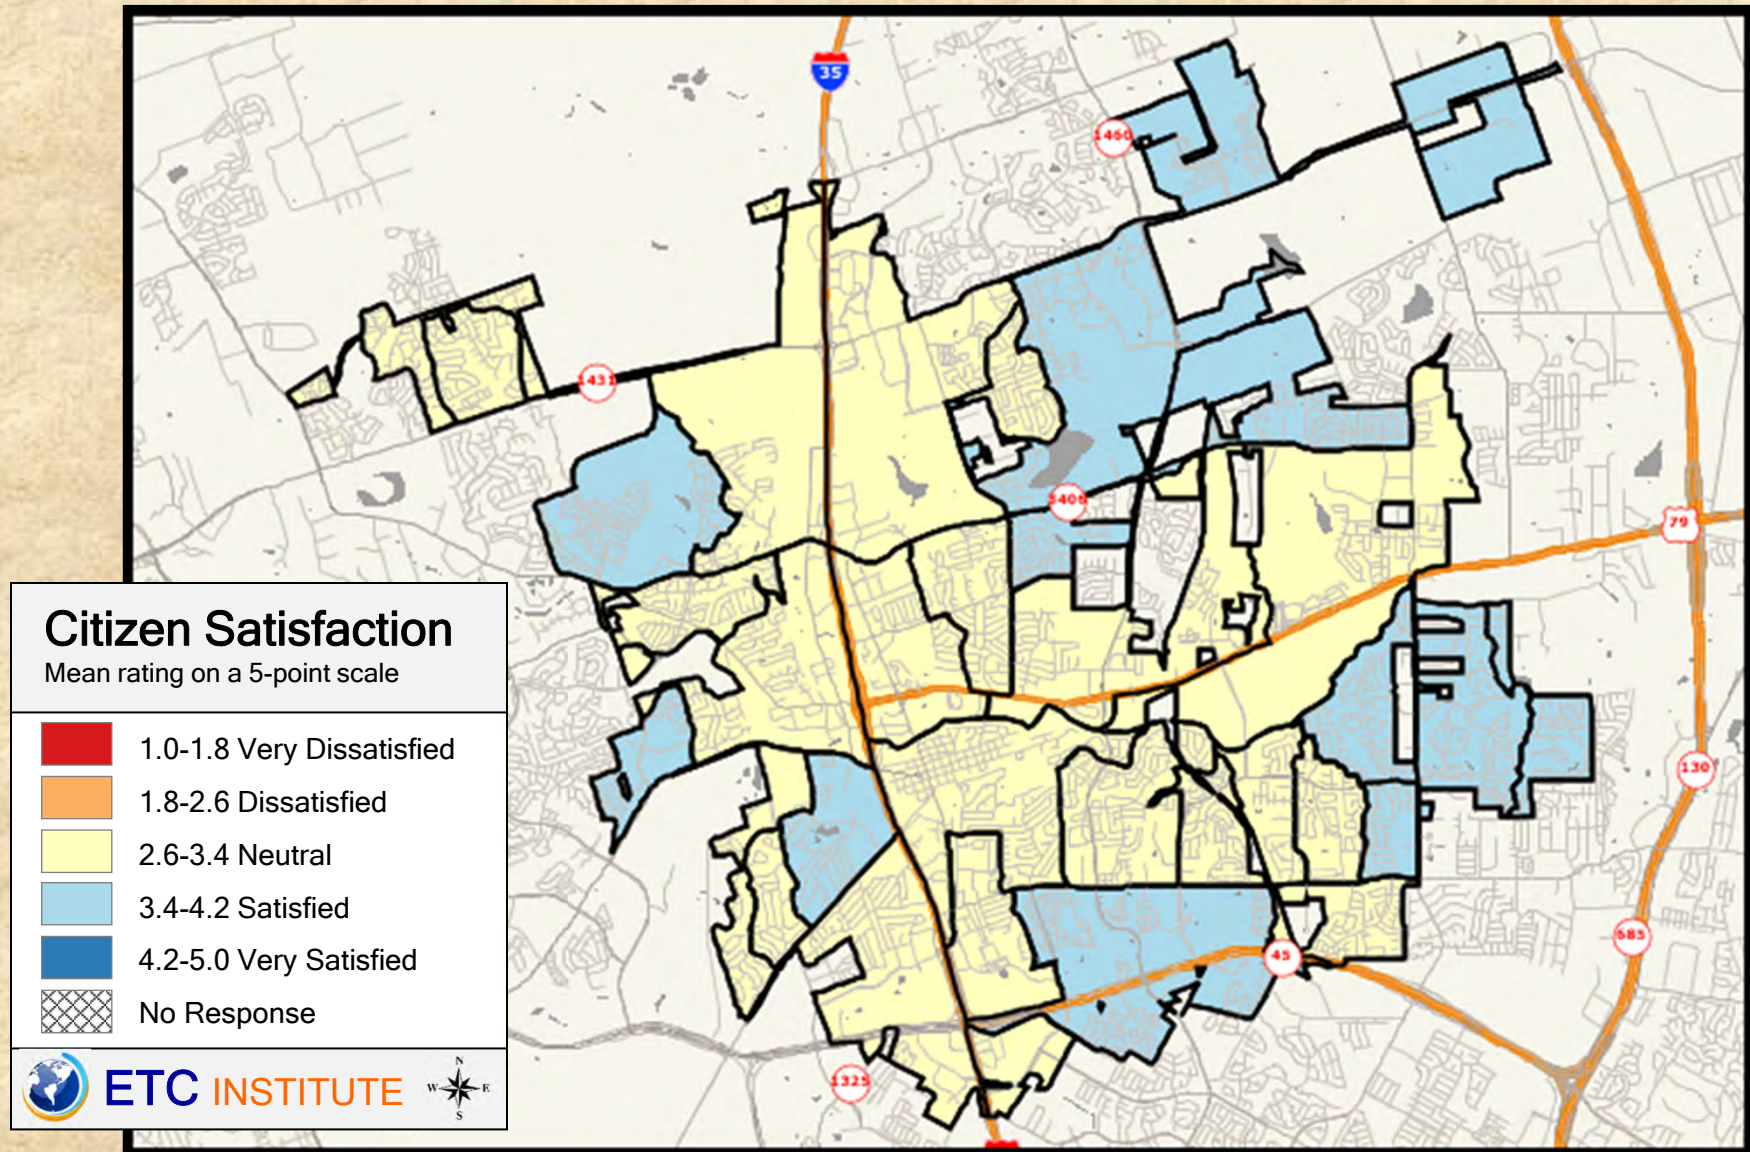 35
1460
1431
3406
79
Citizen Satisfaction
Mean rating on a 5-point scale
1.0-1.8 Very Dissatisfied
1.8-2.6 Dissatisfied
2.6-3.4 Neutral
3.4-4.2 Satisfied
4.2-5.0 Very Satisfied
No Response
130
685
45
1325
ETC INSTITUTE
N
W E
S